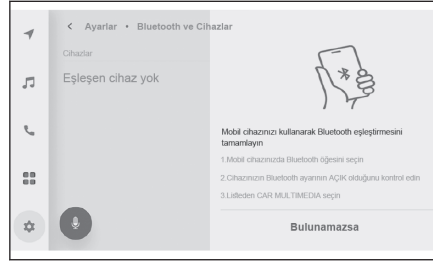 Ayarlar • Bluetooth ve Cihazlar
Cihazlar
Eşleşen cihaz yok
Mobil cihazınızı kullanarak Bluetooth eşleştirmesini
tamamlayın
1.Mobil cihazınızda Bluetooth öğesini seçin
2.Cihazınızın Bluetooth ayarının AÇIK olduğunu kontrol edin
3.Listeden CAR MULTIMEDIA seçin
Bulunamazsa